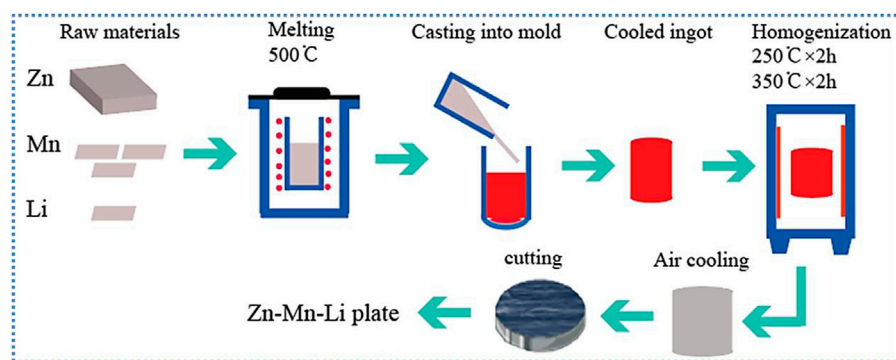 Raw materials
Melting
500℃
Casting into mold
Cooled ingot
Homogenization
250℃×2h
350℃×2h
Zn
Mn
Li
cutting
Air cooling
Zn-Mn-Li plate